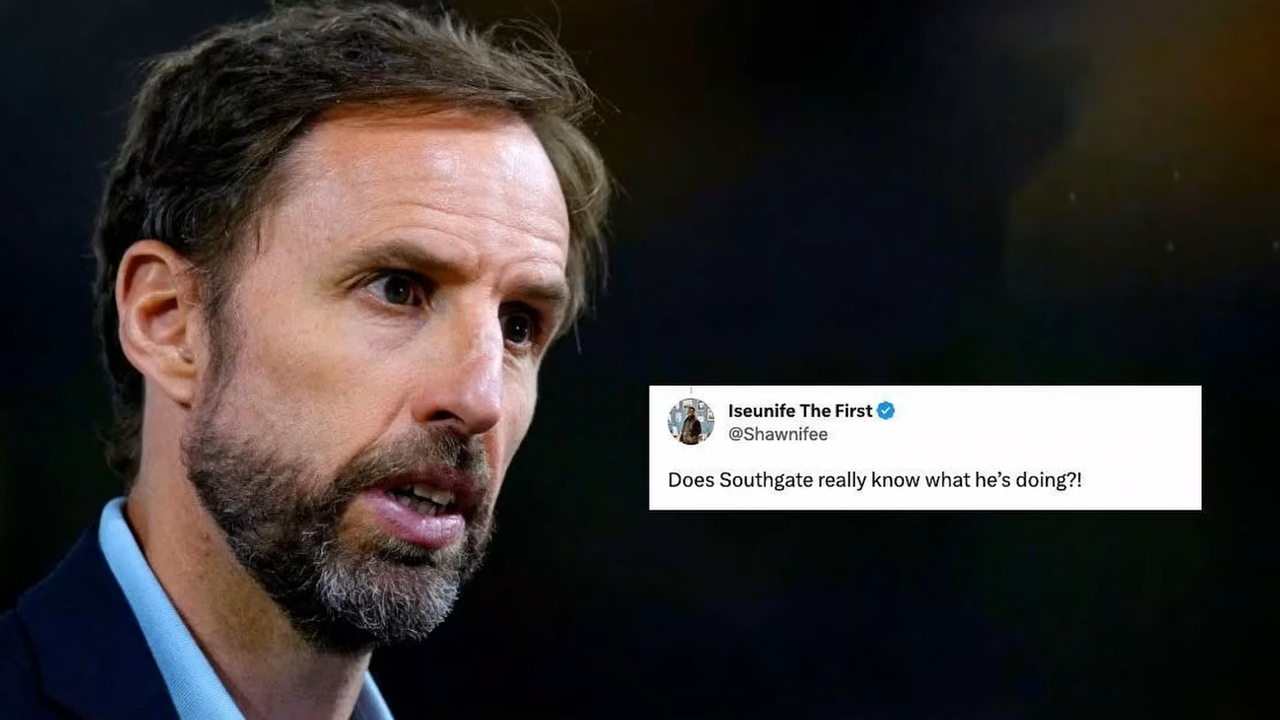 Iseunife The First
@Shawnifee
Does Southgate really know what he’s doing?!